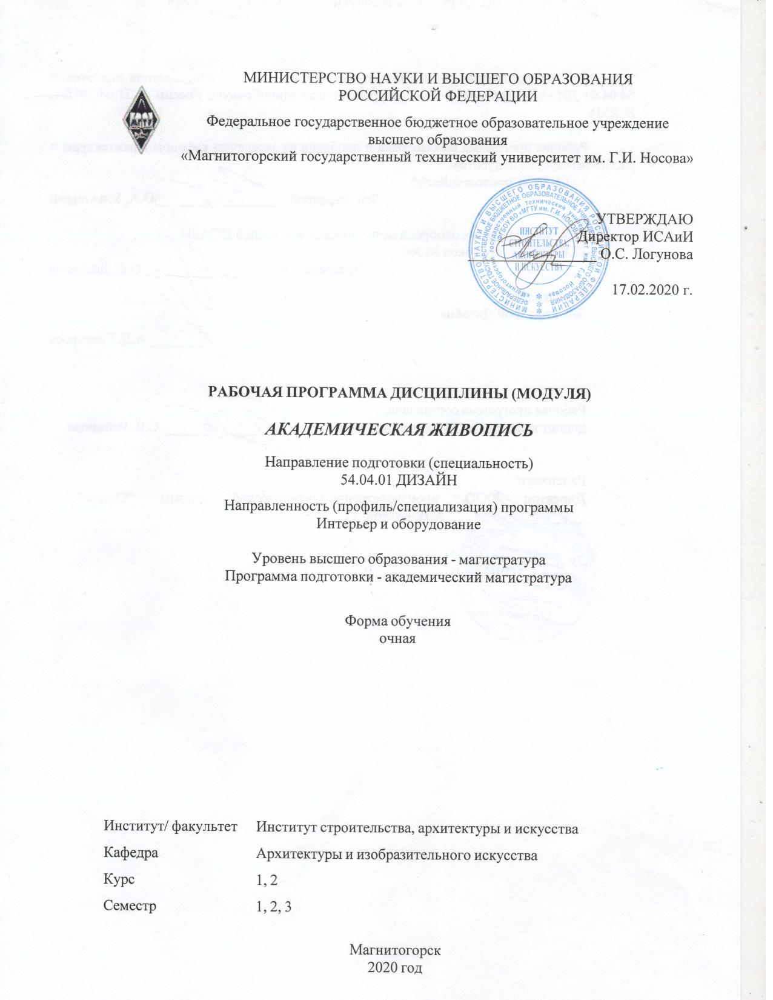 МИНИСТЕРСТВО НАУКИ И ВЫСШЕГО ОБРАЗОВАНИЯ
РОССИЙСКОЙ ФЕДЕРАЦИИ
Федеральное государственное бюджетное образовательное учреждение
высшего образования
«Магнитогорский государственный технический университет им. Г.И. Носова»
УТВЕРЖДАЮ
Директор ИСАиИ
О.С. Логунова
17.02.2020 г.
ИНСТИТУТ
СТРОИТЕЛЬСТВА,
АРХИТЕКТУРЫ
И ИСКУССТВА
РАБОЧАЯ ПРОГРАММА ДИСЦИПЛИНЫ (МОДУЛЯ)
АКАДЕМИЧЕСКАЯ ЖИВОПИСЬ
Направление подготовки (специальность)
54.04.01 ДИЗАЙН
Направленность (профиль/специализация) программы
Интерьер и оборудование
Уровень высшего образования - магистратура
Программа подготовки - академический магистратура
Форма обучения
очная
Институт/ факультет Институт строительства, архитектуры и искусства
Кафедра Архитектуры и изобразительного искусства
Курс 1, 2
Семестр 1, 2, 3
Магнитогорск
2020 год